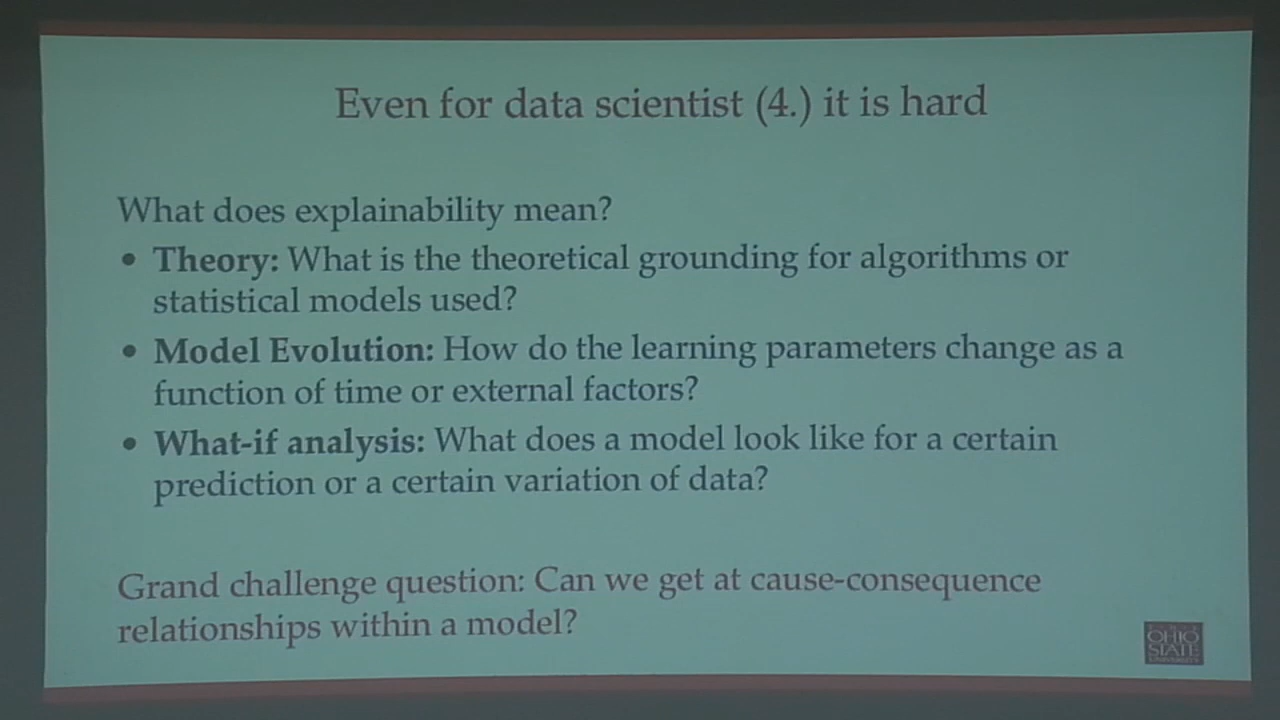 Even for data scientist (4.) it is hard
What does explainability mean?
• Theory: What is the theoretical grounding for algorithms or
statistical models used?
• Model Evolution: How do the learning parameters change as a
function of time or external factors?
• What-if analysis: What does a model look like for a certain
prediction or a certain variation of data?
Grand challenge question: Can we get at cause-consequence
relationships within a model?
THE
OHIO
STATE
UNIVERSITY